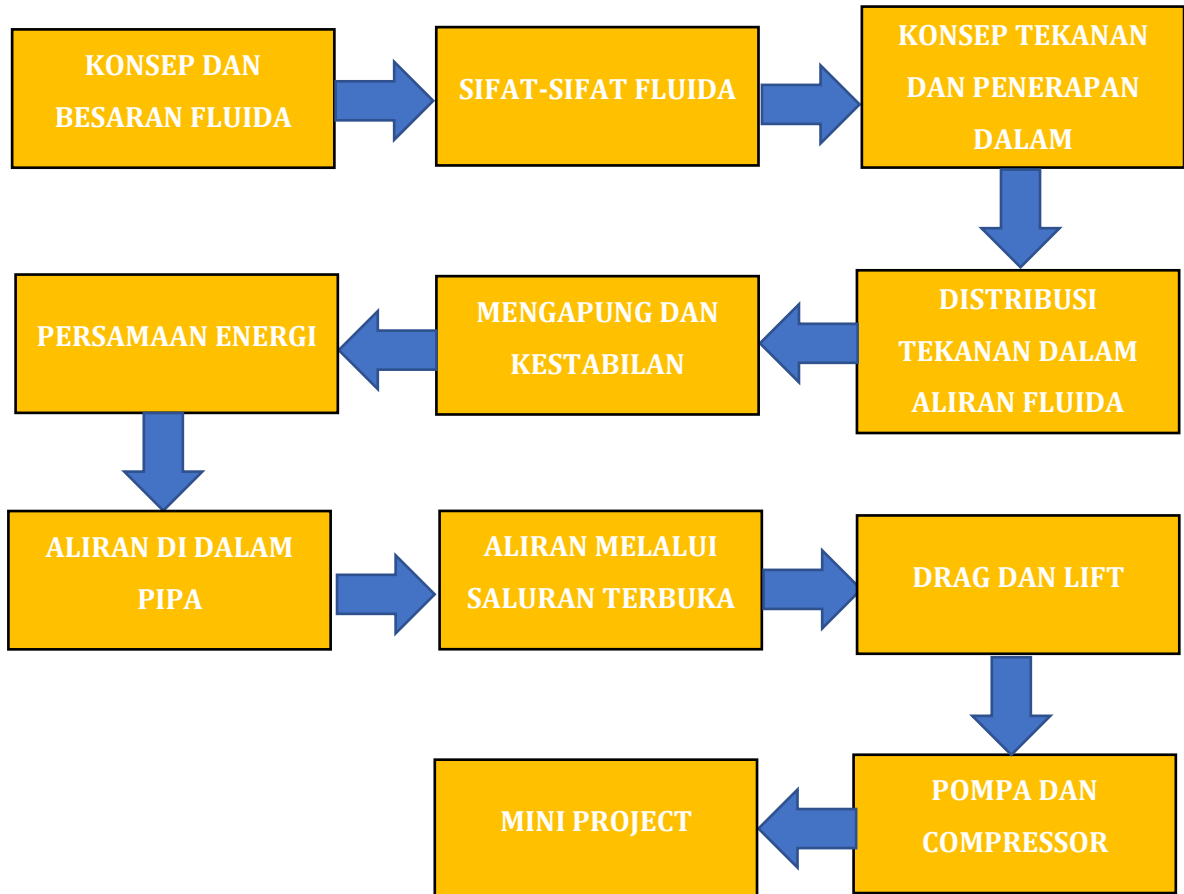 KONSEP DAN
BESARAN FLUIDA
SIFAT-SIFAT FLUIDA
KONSEP TEKANAN
DAN PENERAPAN
DALAM
DISTRIBUSI
TEKANAN DALAM
ALIRAN FLUIDA
MENGAPUNG DAN
KESTABILAN
PERSAMAAN ENERGI
ALIRAN DI DALAM
PIPA
ALIRAN MELALUI
SALURAN TERBUKA
DRAG DAN LIFT
POMPA DAN
COMPRESSOR
MINI PROJECT